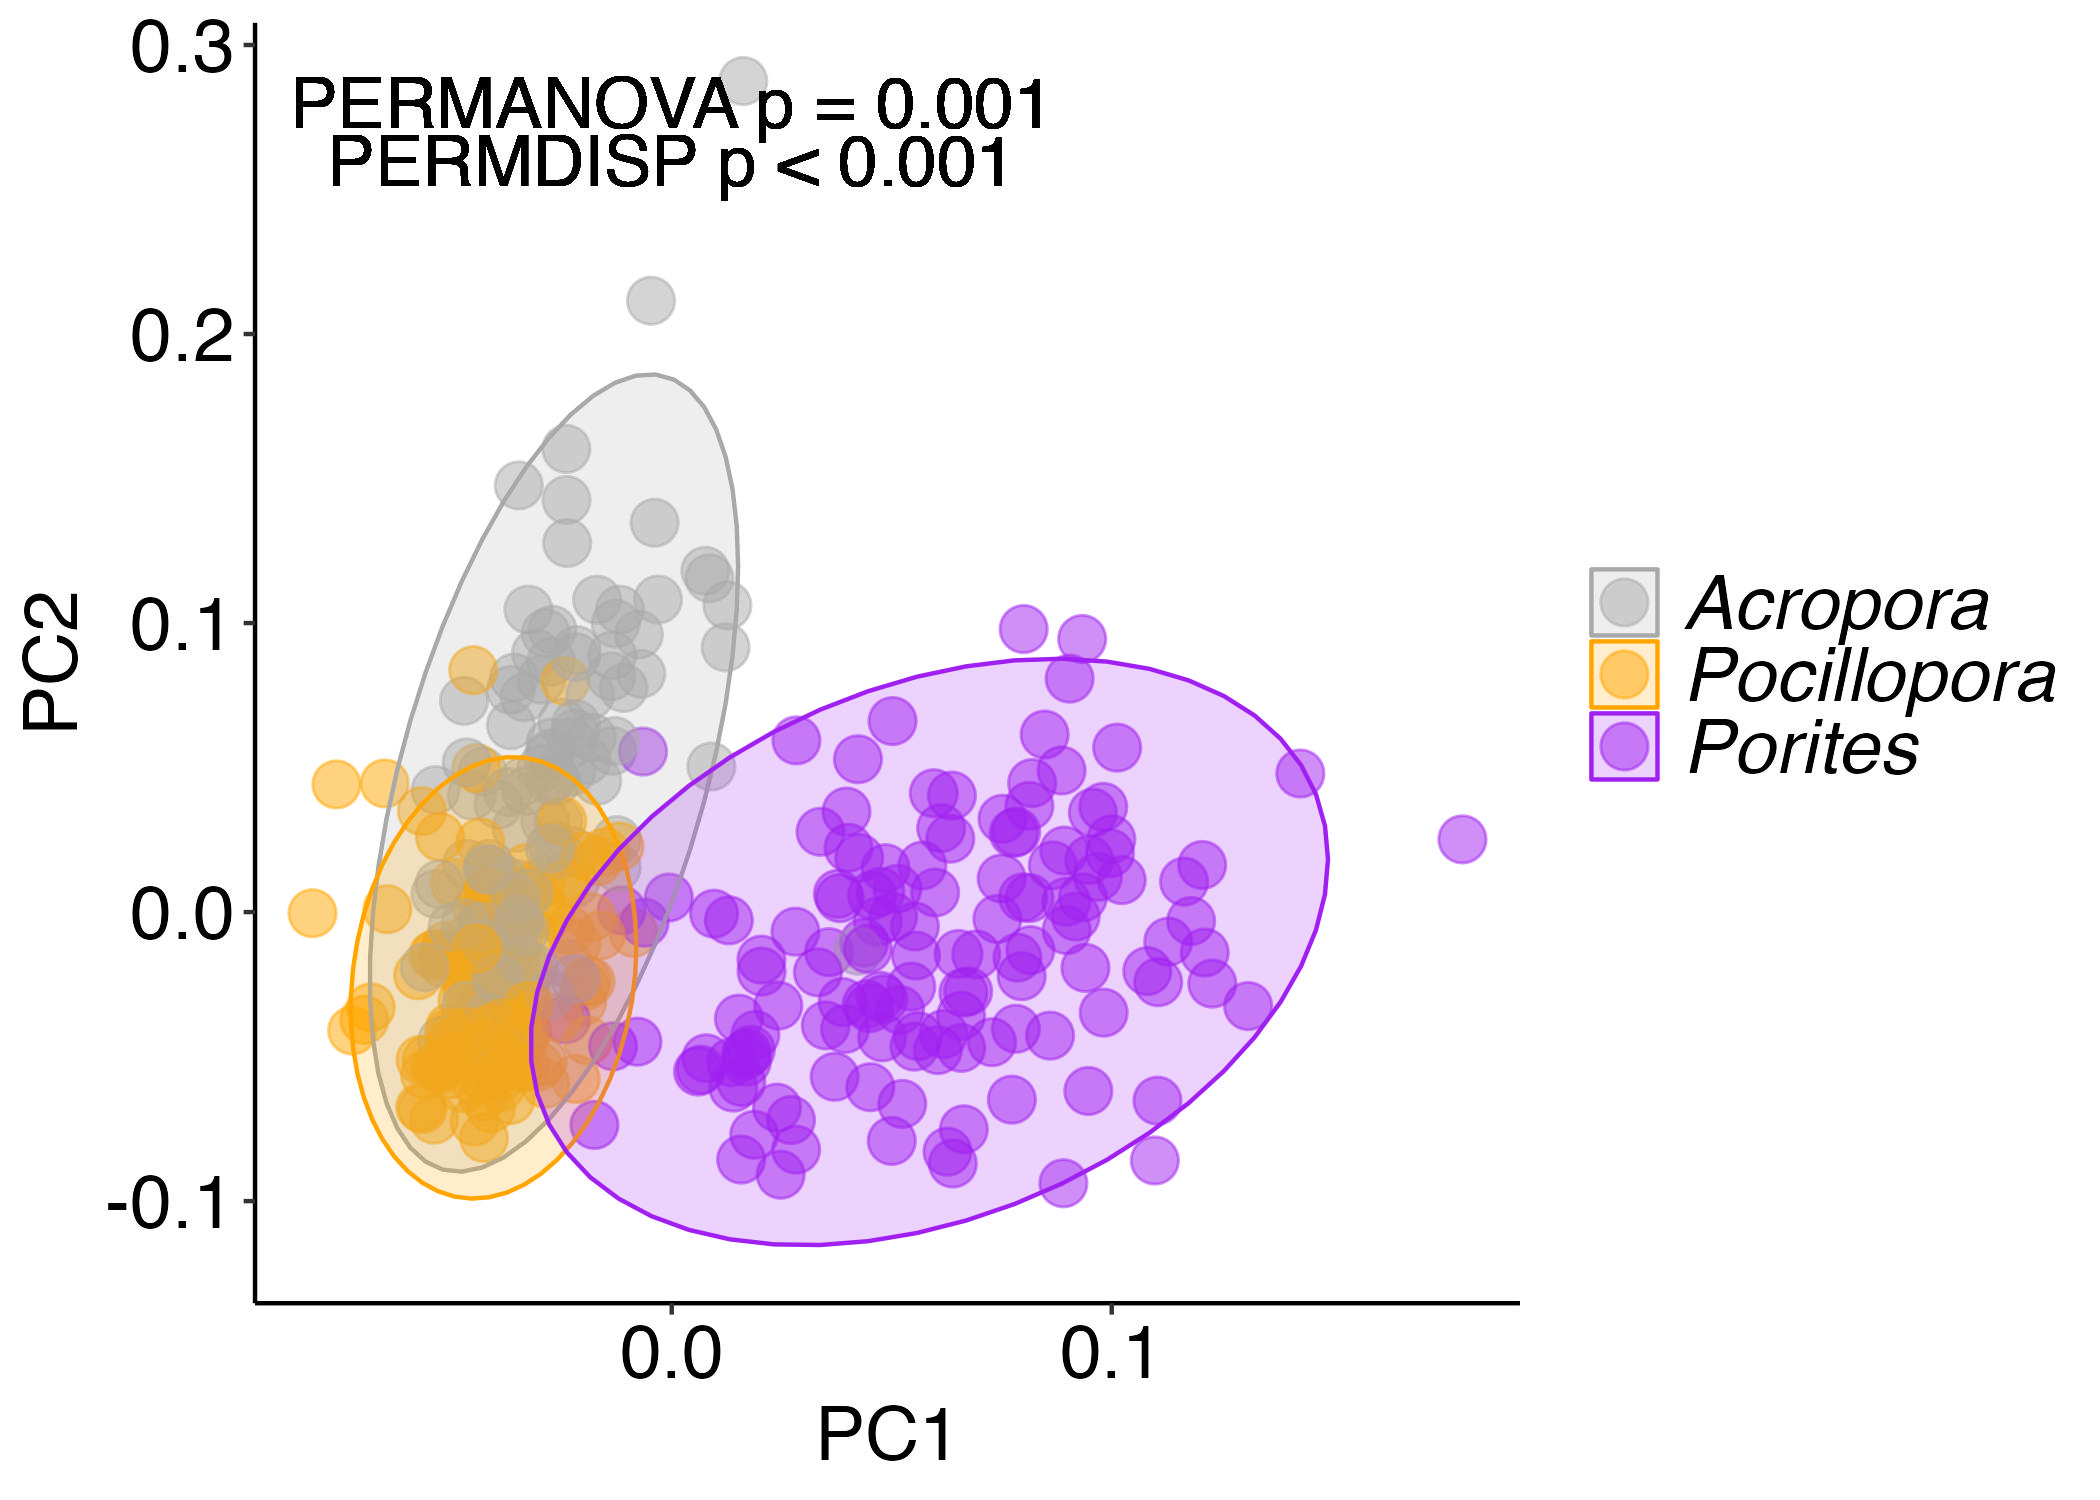 PERMANOVA p = 0.001
PERMDISP p < 0.001
0.3
0.2
0.1
0.0
-0.1
PC2
0.0
0.1
PC1
Acropora
Pocillopora
Porites